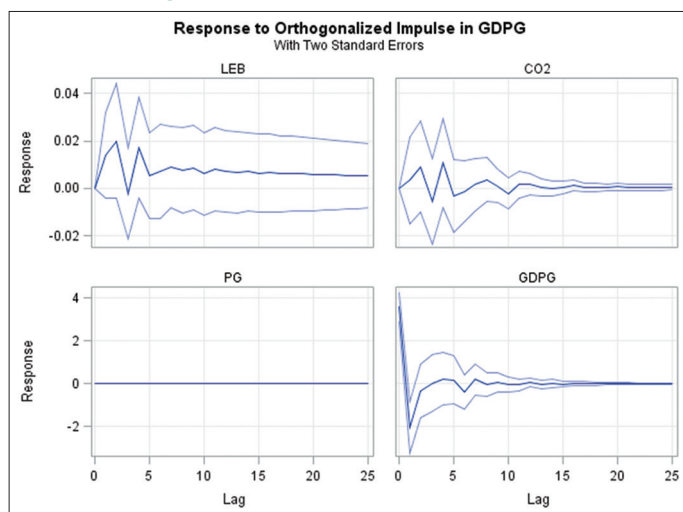 Response to Orthogonalized Impulse in GDPG
With Two Standard Errors
LEB
CO2
0.04
0.02
0.00
-0.02
Response
PG
GDPG
4
2
0
-2
Response
0 5 10 15 20 25
0 5 10 15 20 25
Lag
Lag